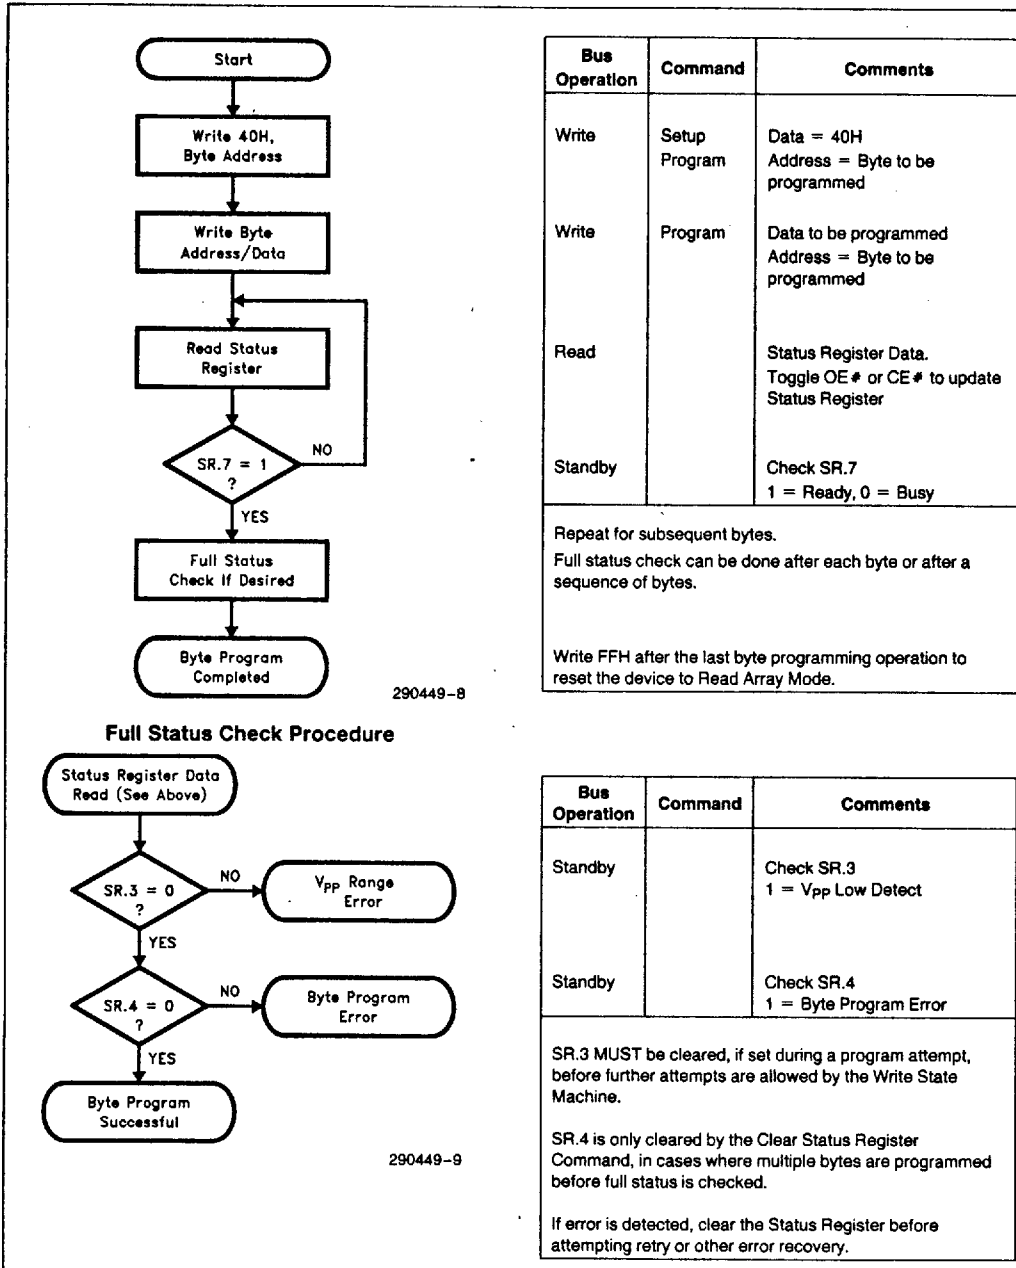 Start
Write 40H,
Byte Address
Write Byte
Address/Data
Read Status
Register
SR.7 = 1
?
NO
YES
Full Status
Check If Desired
Byte Program
Completed
290449-8
Bus
Operation
Command
Comments
Write
Setup
Program
Data = 40H
Address = Byte to be
programmed
Write
Program
Data to be programmed
Address = Byte to be
programmed
Read
Status Register Data.
Toggle OE# or CE# to update
Status Register
Standby
Check SR.7
1 = Ready, 0 = Busy
Repeat for subsequent bytes.
Full status check can be done after each byte or after a
sequence of bytes.
Write FFH after the last byte programming operation to
reset the device to Read Array Mode.
Full Status Check Procedure
Status Register Data
Read (See Above)
SR.3 = 0
?
NO
VPP Range
Error
YES
SR.4 = 0
?
NO
Byte Program
Error
YES
Byte Program
Successful
290449-9
Bus
Operation
Command
Comments
Standby
Check SR.3
1 = VPP Low Detect
Standby
Check SR.4
1 = Byte Program Error
SR.3 MUST be cleared, if set during a program attempt,
before further attempts are allowed by the Write State
Machine.
SR.4 is only cleared by the Clear Status Register
Command, in cases where multiple bytes are programmed
before full status is checked.
If error is detected, clear the Status Register before
attempting retry or other error recovery.